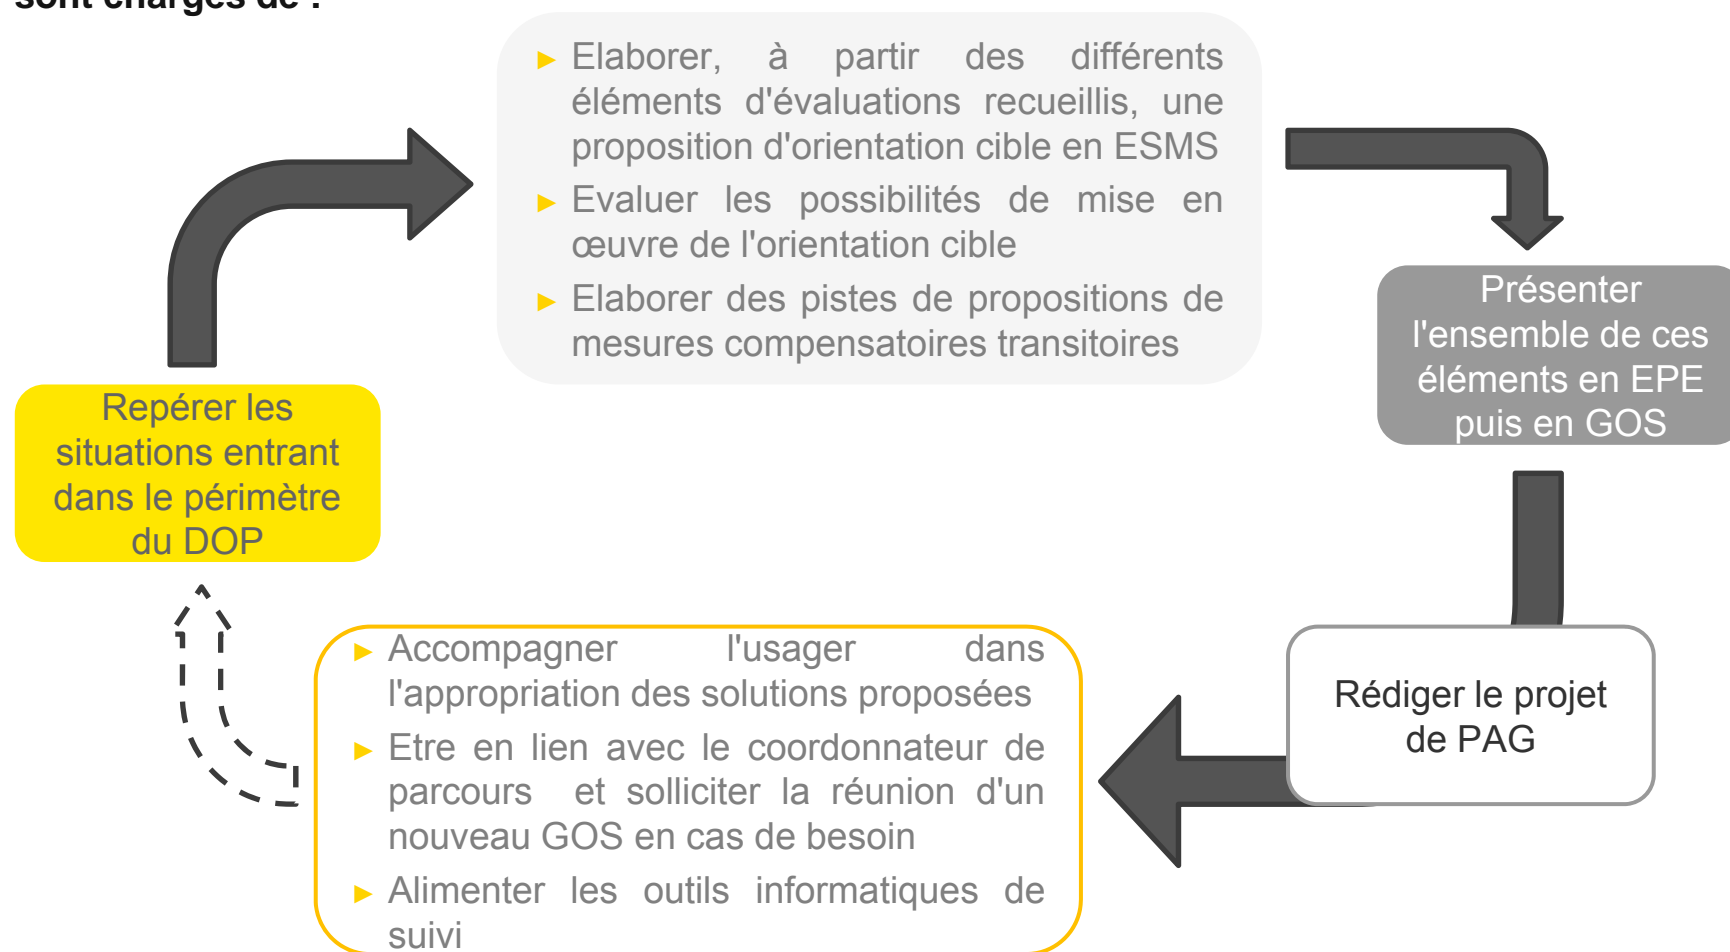 sont chargés de :
► Elaborer, à partir des différents
éléments d'évaluations recueillis, une
proposition d'orientation cible en ESMS
► Evaluer les possibilités de mise en
œuvre de l'orientation cible
► Elaborer des pistes de propositions de
mesures compensatoires transitoires
Présenter
l'ensemble de ces
éléments en EPE
puis en GOS
Repérer les
situations entrant
dans le périmètre
du DOP
Rédiger le projet
de PAG
► Accompagner l'usager dans
l'appropriation des solutions proposées
► Etre en lien avec le coordonnateur de
parcours et solliciter la réunion d'un
nouveau GOS en cas de besoin
► Alimenter les outils informatiques de
suivi